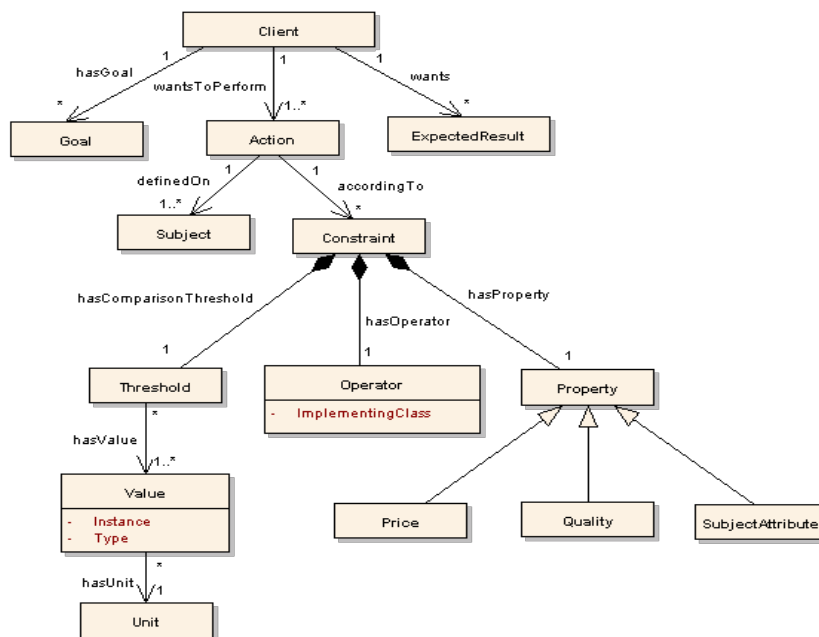 Client
1 1 1
hasGoal
wantsToPerform
wants
* 1..* *
Goal
Action
ExpectedResult
1 1
definedOn
accordingTo
1..* *
Subject
Constraint
hasComparisonThreshold
hasOperator
hasProperty
1 1 1
Threshold
Operator
- ImplementingClass
Property
*
hasValue
1..*
Value
- Instance
- Type
Price
Quality
SubjectAttribute
*
hasUnit
1
Unit